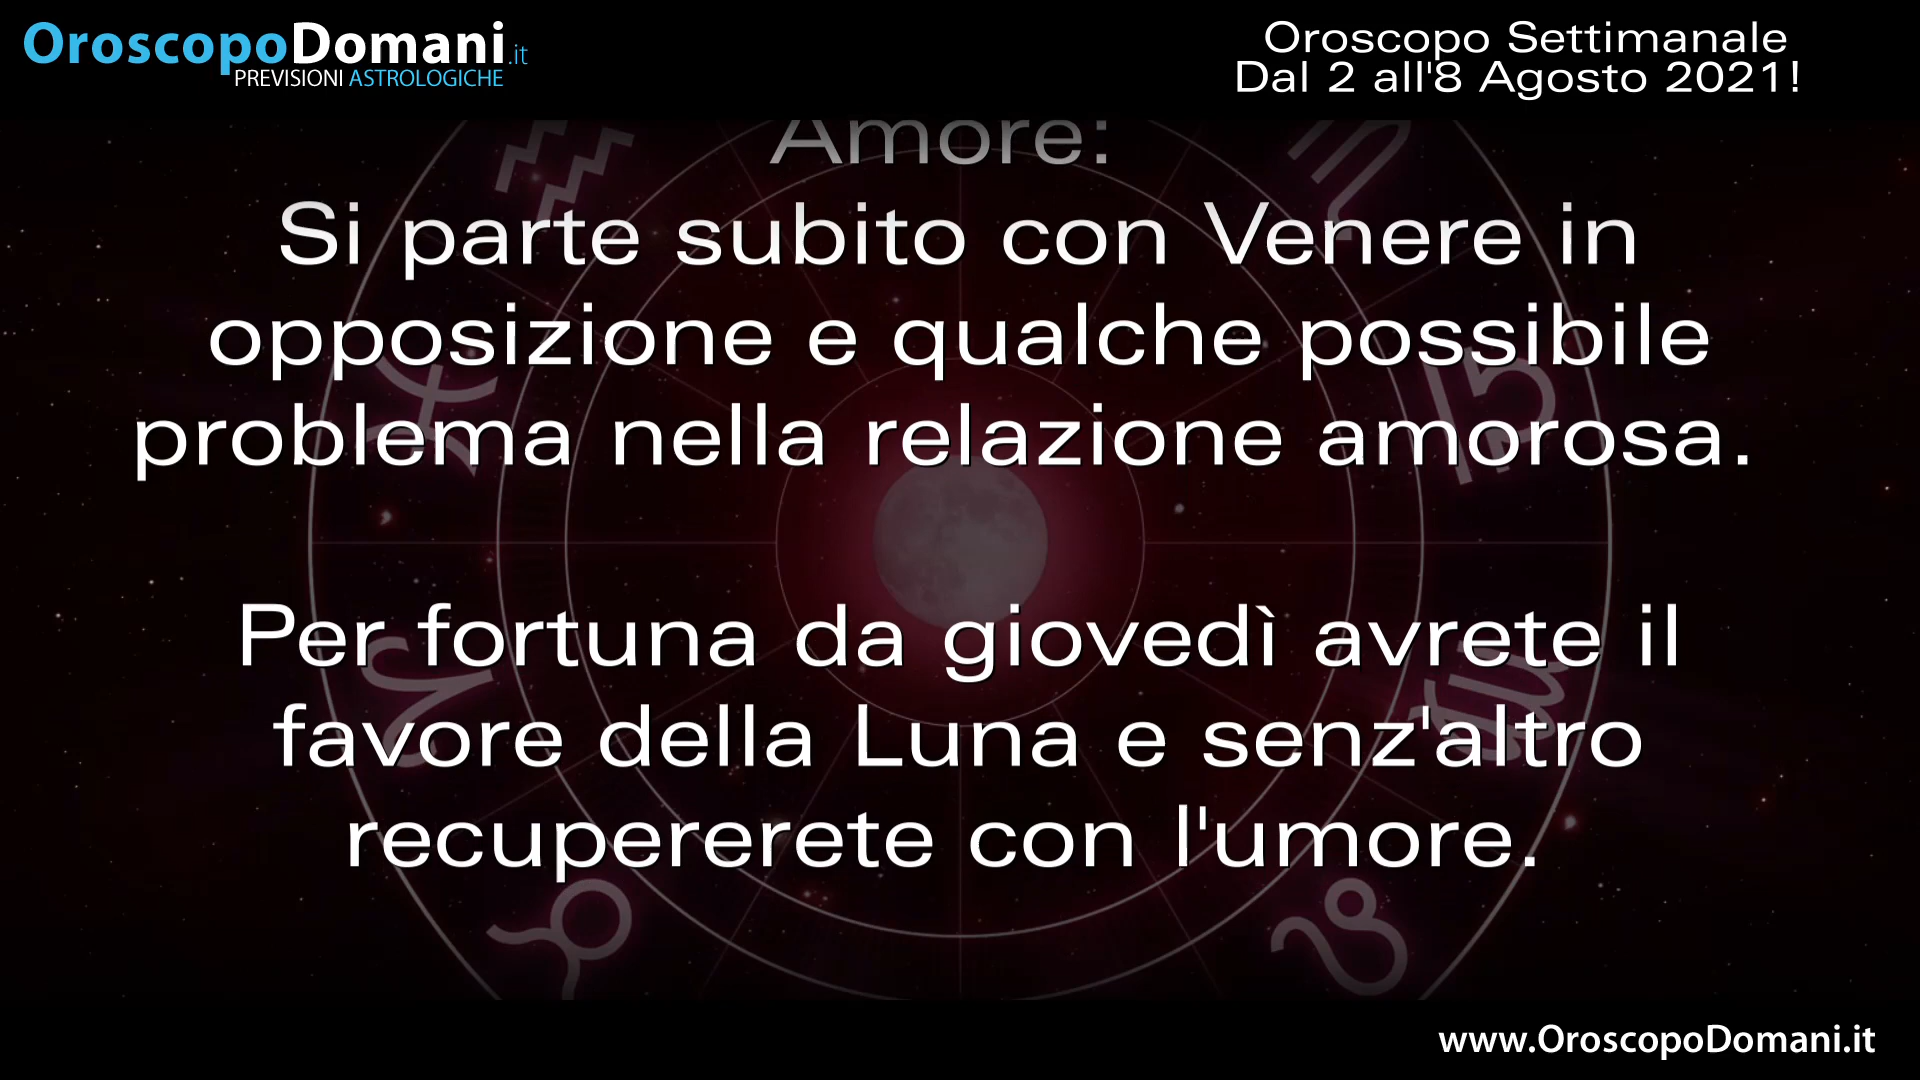 OroscopoDomani.it
PREVISIONI ASTROLOGICHE
Oroscopo Settimanale
Dal 2 all'8 Agosto 2021!
Amore:
Si parte subito con Venere in
opposizione e qualche possibile
problema nella relazione amorosa.
Per fortuna da giovedì avrete il
favore della Luna e senz'altro
recupererete con l'umore.
www.OroscopoDomani.it